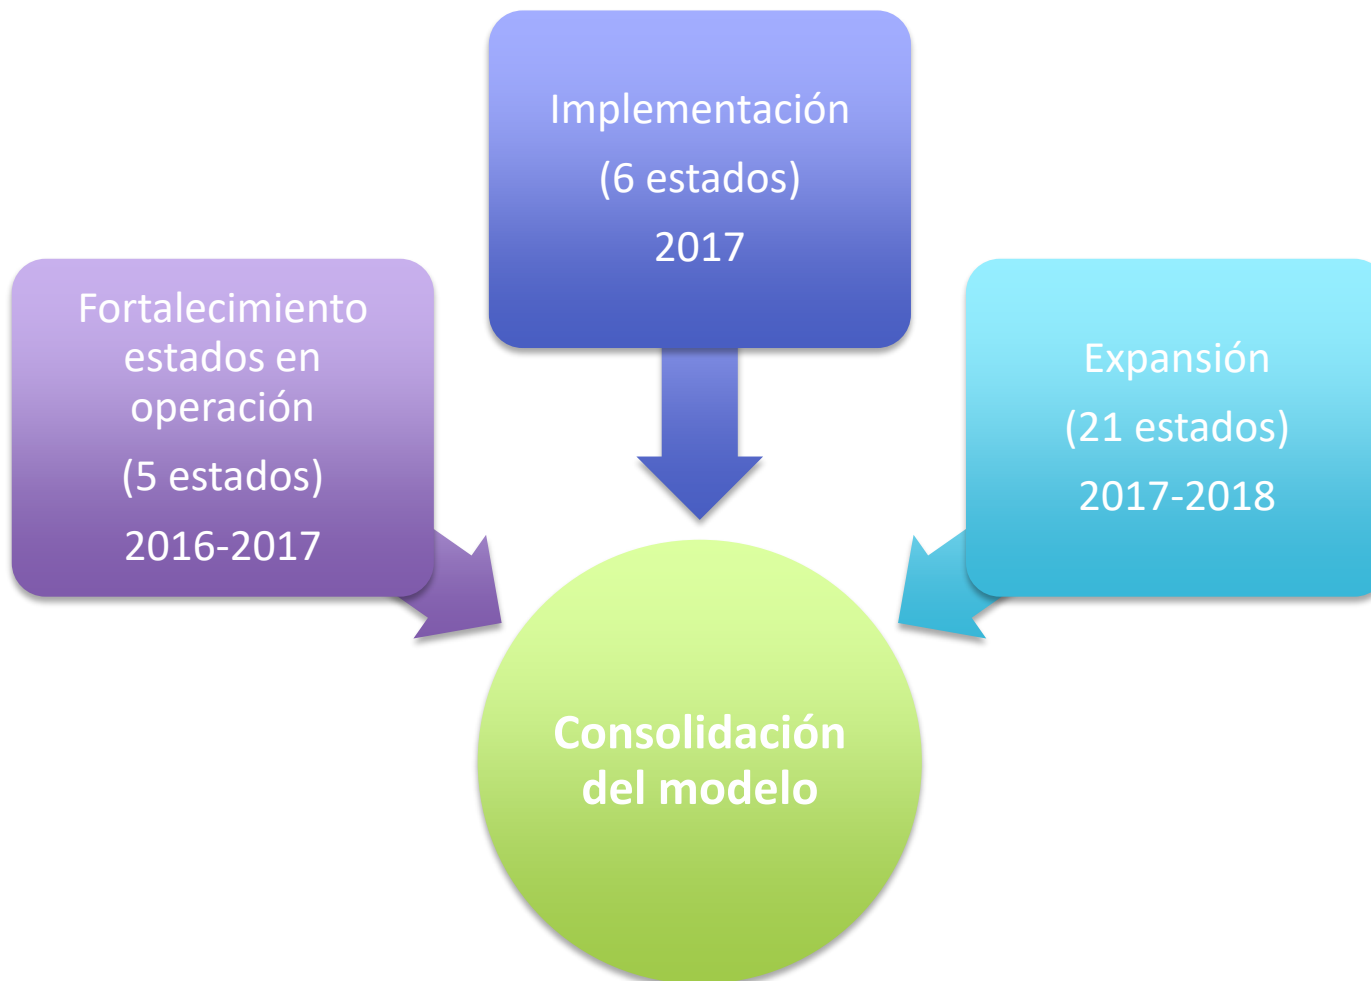 Implementación
(6 estados)
2017
Fortalecimiento
estados en
operación
(5 estados)
2016-2017
Expansión
(21 estados)
2017-2018
Consolidación
del modelo